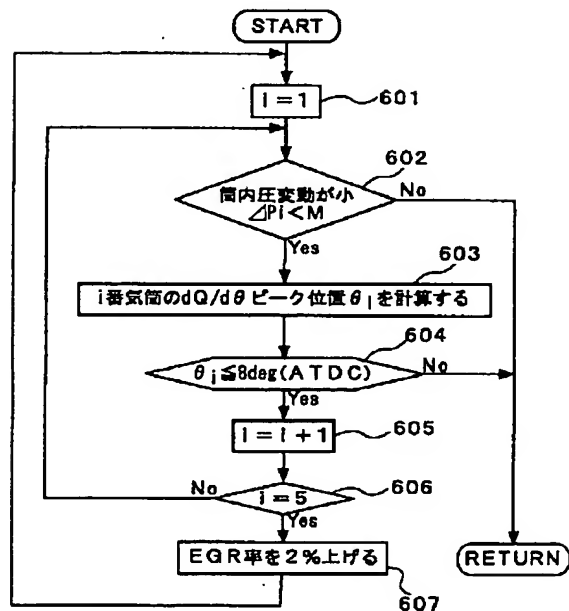 START
i=1
601
602
筒内圧変動が小
⊿Pi<M
No
Yes
603
i番気筒のdQ/dθピーク位置θiを計算する
604
θi≦8deg(ATDC)
No
Yes
i=i+1
605
606
No
i=5
Yes
EGR率を2%上げる
607
RETURN